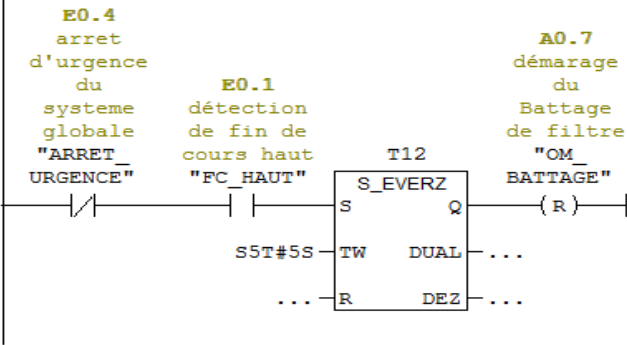 E0.4
arret
d'urgence
du
systeme
globale
"ARRET_
URGENCE"
E0.1
détection
de fin de
cours haut
"FC_HAUT"
T12
S_EVERZ
S
Q
S5T#5S
TW
DUAL
...
...
R
DEZ
...
A0.7
démarage
du
Battage
de filtre
"OM_
BATTAGE"
R